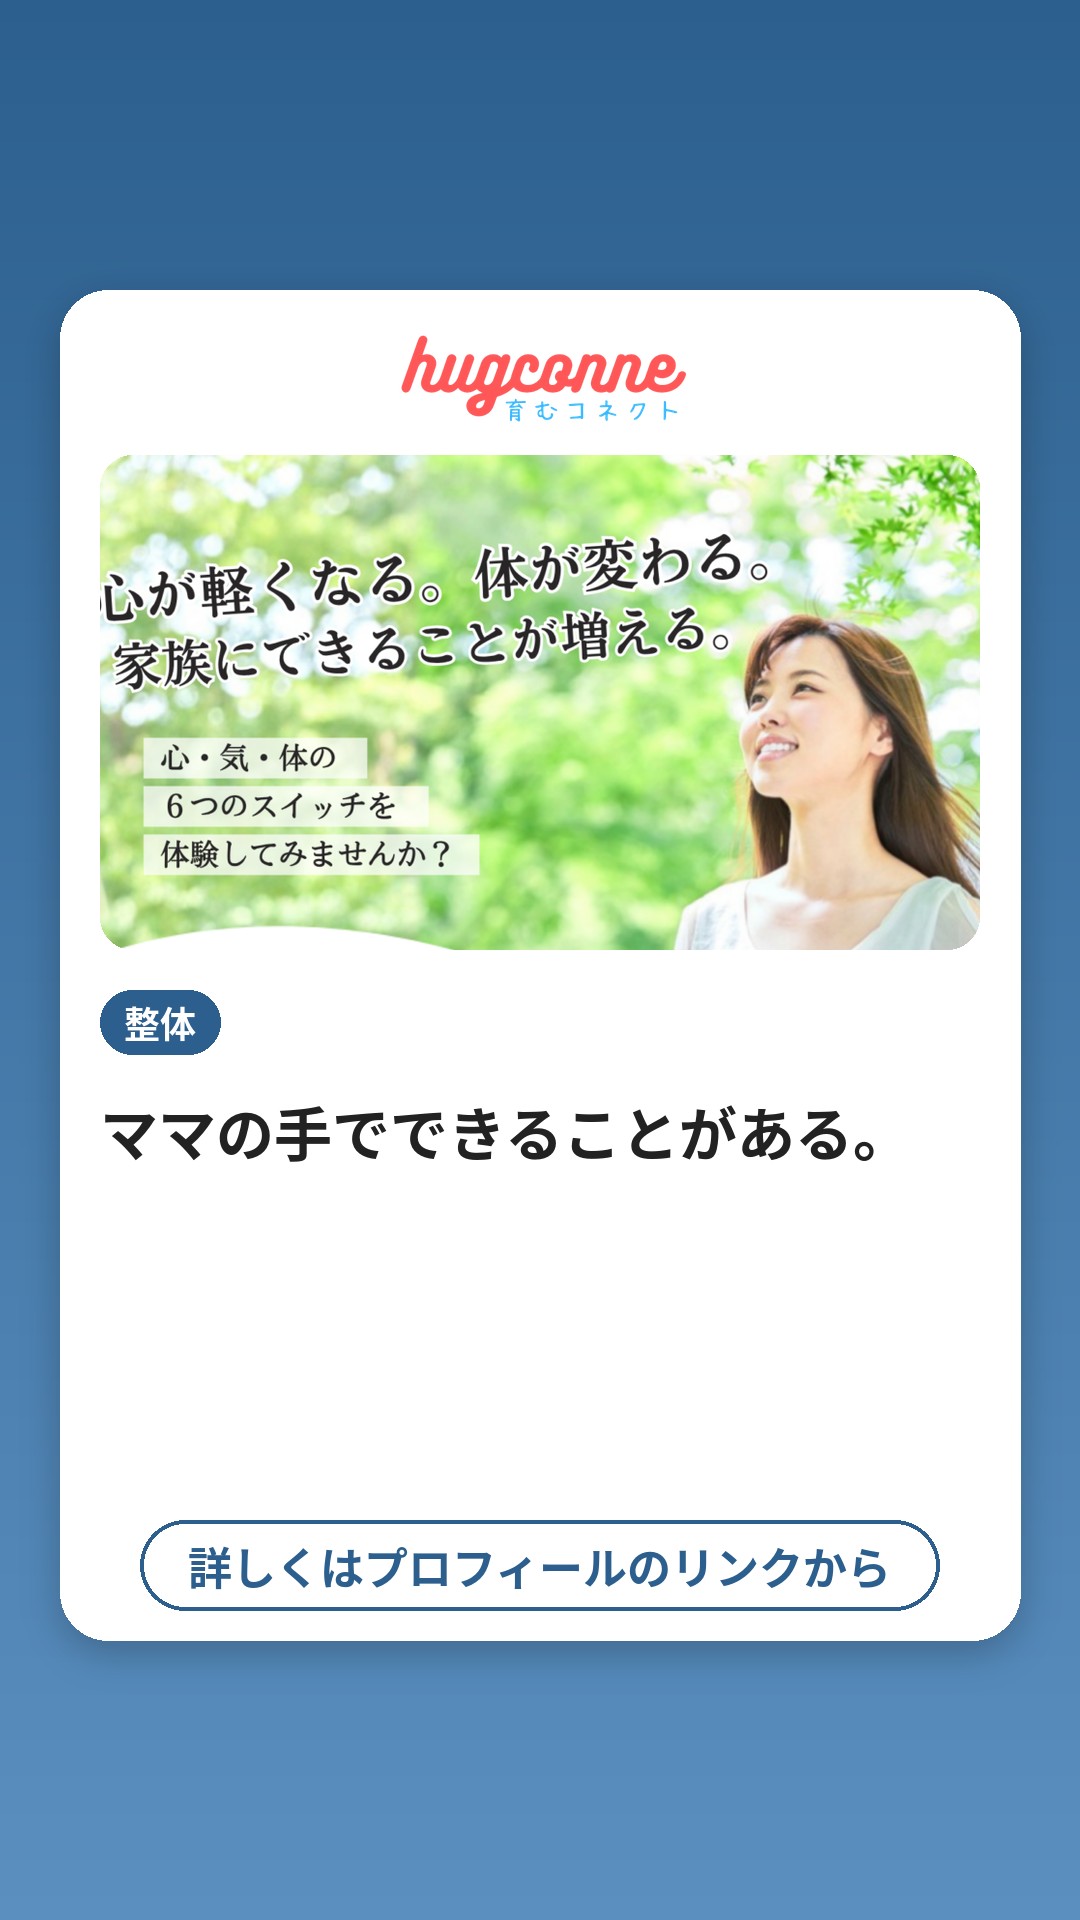 hugconne
育むコネクト
心が軽くなる。体が変わる。
家族にできることが増える。
心・気・体の
６つのスイッチを
体験してみませんか？
整体
ママの手でできることがある。
詳しくはプロフィールのリンクから